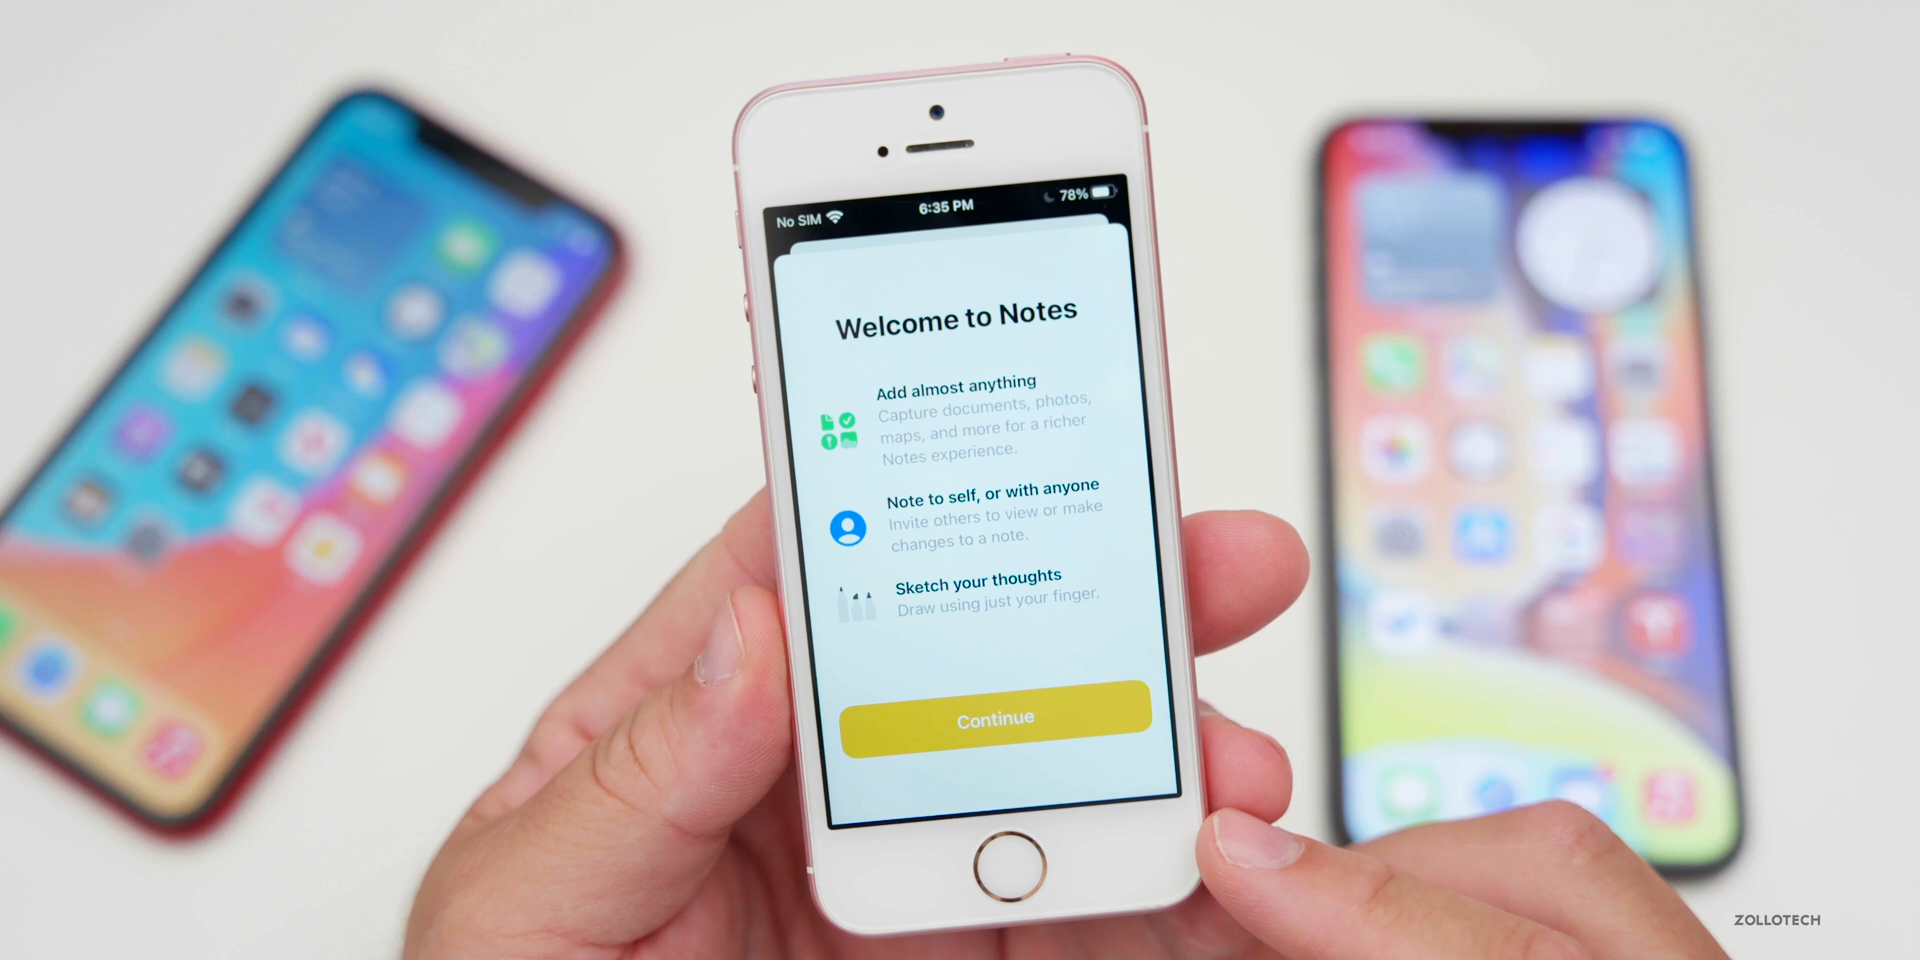 No SIM
6:35 PM
78%
Welcome to Notes
Add almost anything
Capture documents, photos,
maps, and more for a richer
Notes experience.
Note to self, or with anyone
Invite others to view or make
changes to a note.
Sketch your thoughts
Draw using just your finger.
Continue
ZOLLOTECH